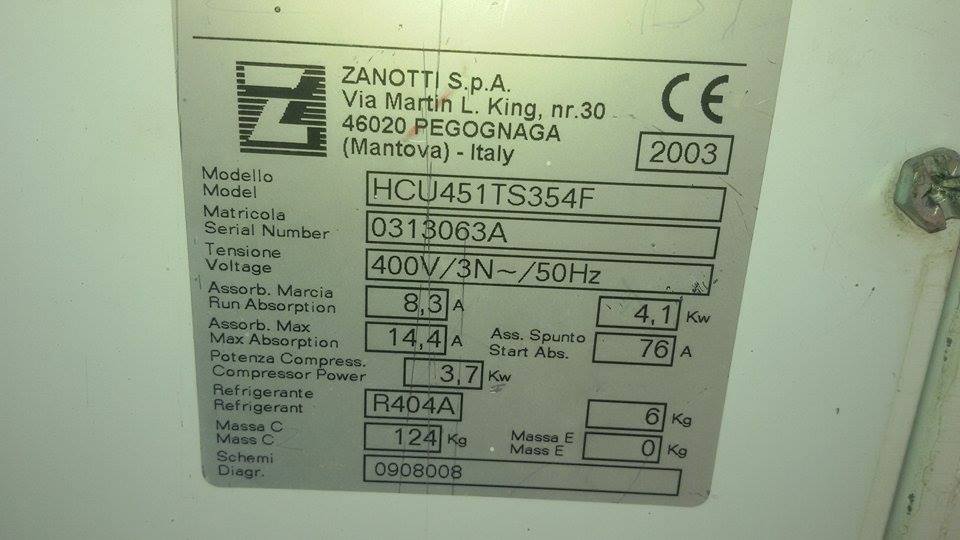 ZANOTTI S.p.A.
Via Martin L. King, nr.30
46020 PEGOGNAGA
(Mantova) - Italy
CE
2003
Modello
Model
HCU451TS354F
Matricola
Serial Number
0313063A
Tensione
Voltage
400V/3N~/50Hz
Assorb. Marcia
Run Absorption
8,3 A
4,1 Kw
Assorb. Max
Max Absorption
14,4 A
Ass. Spunto
Start Abs.
76 A
Potenza Compress.
Compressor Power
3,7 Kw
Refrigerante
Refrigerant
R404A
6 Kg
Massa C
Mass C
124 Kg
Massa E
Mass E
0 Kg
Schemi
Diagr.
0908008